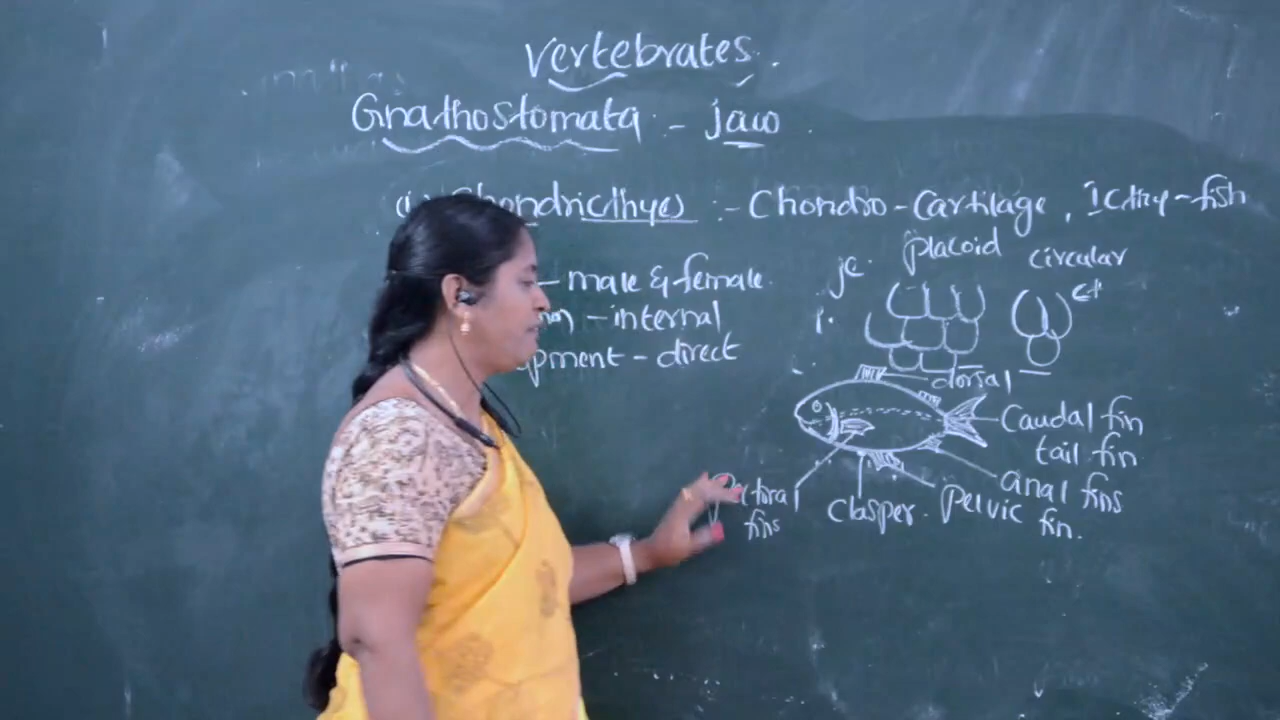 Vertebrates.
Gnathostomata :- jaw.
Chondricthyes :- Chondro - Cartilage, Icthy - fish
placoid circular
- male & female.
- internal
- direct
dorsal
Caudal fin
tail fin
anal fins
fins
Clasper. Pelvic fin.